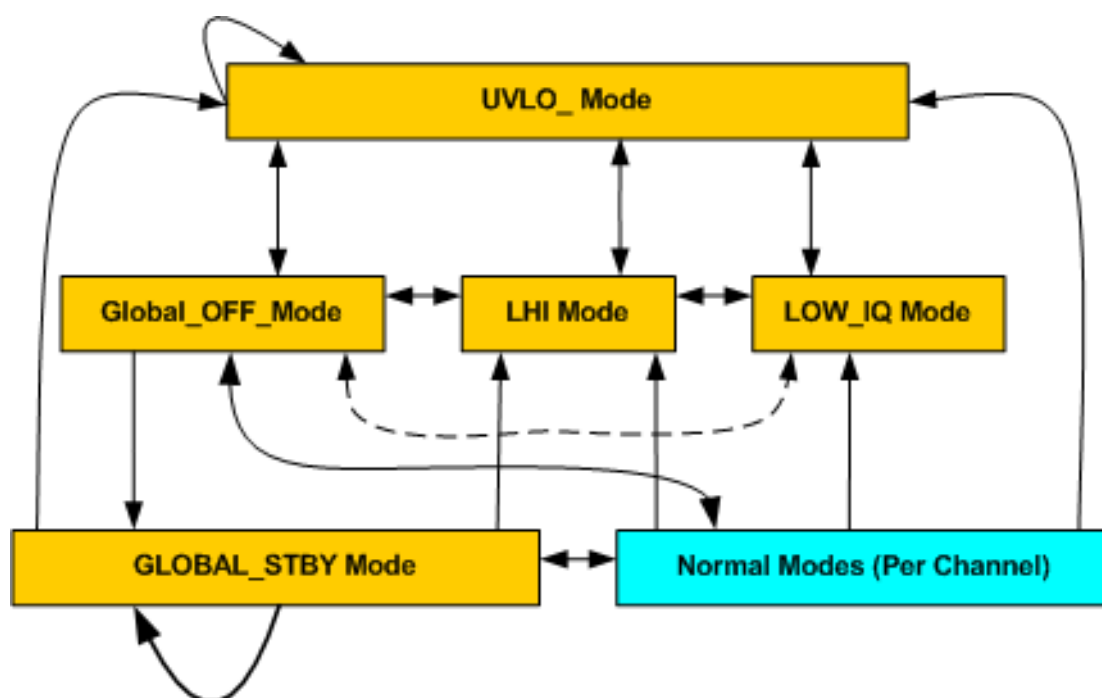 UVLO_ Mode
Global_OFF_Mode
LHI Mode
LOW_IQ Mode
GLOBAL_STBY Mode
Normal Modes (Per Channel)